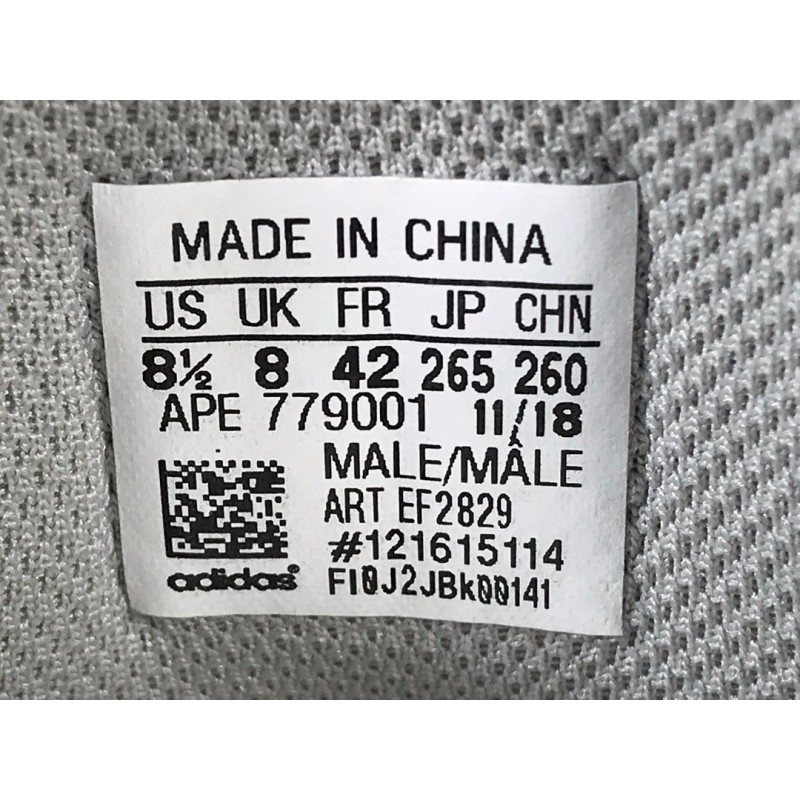 MADE IN CHINA
US UK FR JP CHN
8½ 8 42 265 260
APE 779001 11/18
MALE/MÂLE
ART EF2829
#121615114
adidas® FI0J2JBk00141